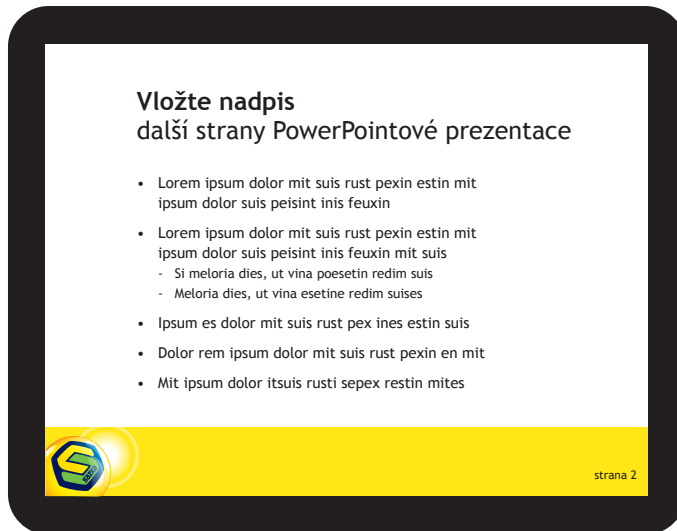 Vložte nadpis
další strany PowerPointové prezentace
• Lorem ipsum dolor mit suis rust pexin estin mit
ipsum dolor suis peisint inis feuxin
• Lorem ipsum dolor mit suis rust pexin estin mit
ipsum dolor suis peisint inis feuxin mit suis
- Si meloria dies, ut vina poesetin redim suis
- Meloria dies, ut vina esetine redim suises
• Ipsum es dolor mit suis rust pex ines estin suis
• Dolor rem ipsum dolor mit suis rust pexin en mit
• Mit ipsum dolor itsuis rusti sepex restin mites
sazka
strana 2